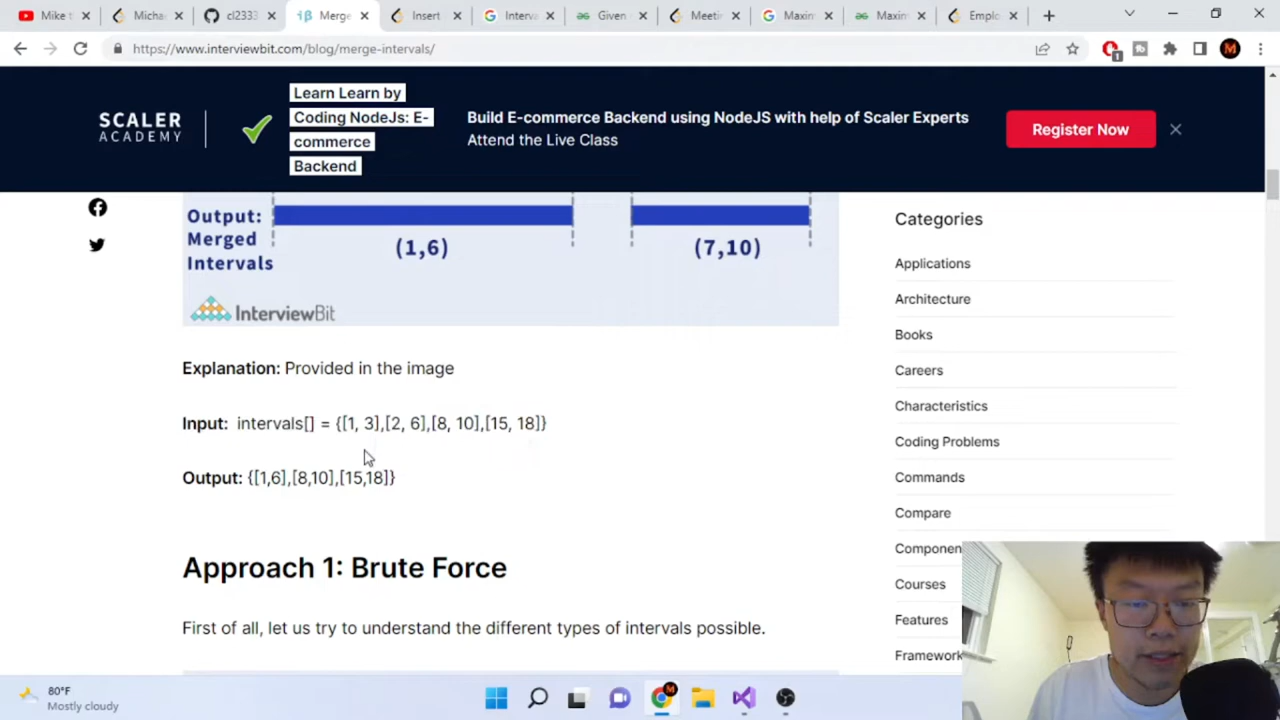 Mike t
Micha
cl2333
Merge
Insert
Interva
Given
Meeti
Maxim
Maxim
Emplo
https://www.interviewbit.com/blog/merge-intervals/
M
1
SCALER
ACADEMY
Learn Learn by
Coding NodeJs: E-
commerce
Backend
Build E-commerce Backend using NodeJS with help of Scaler Experts
Attend the Live Class
Register Now
Output:
Merged
Intervals
(1,6)
(7,10)
InterviewBit
Explanation: Provided in the image
Input: intervals[] = {[1, 3],[2, 6],[8, 10],[15, 18]}
Output: {[1,6],[8,10],[15,18]}
Approach 1: Brute Force
First of all, let us try to understand the different types of intervals possible.
Categories
Applications
Architecture
Books
Careers
Characteristics
Coding Problems
Commands
Compare
Componen
Courses
Features
Framework
80°F
Mostly cloudy
M